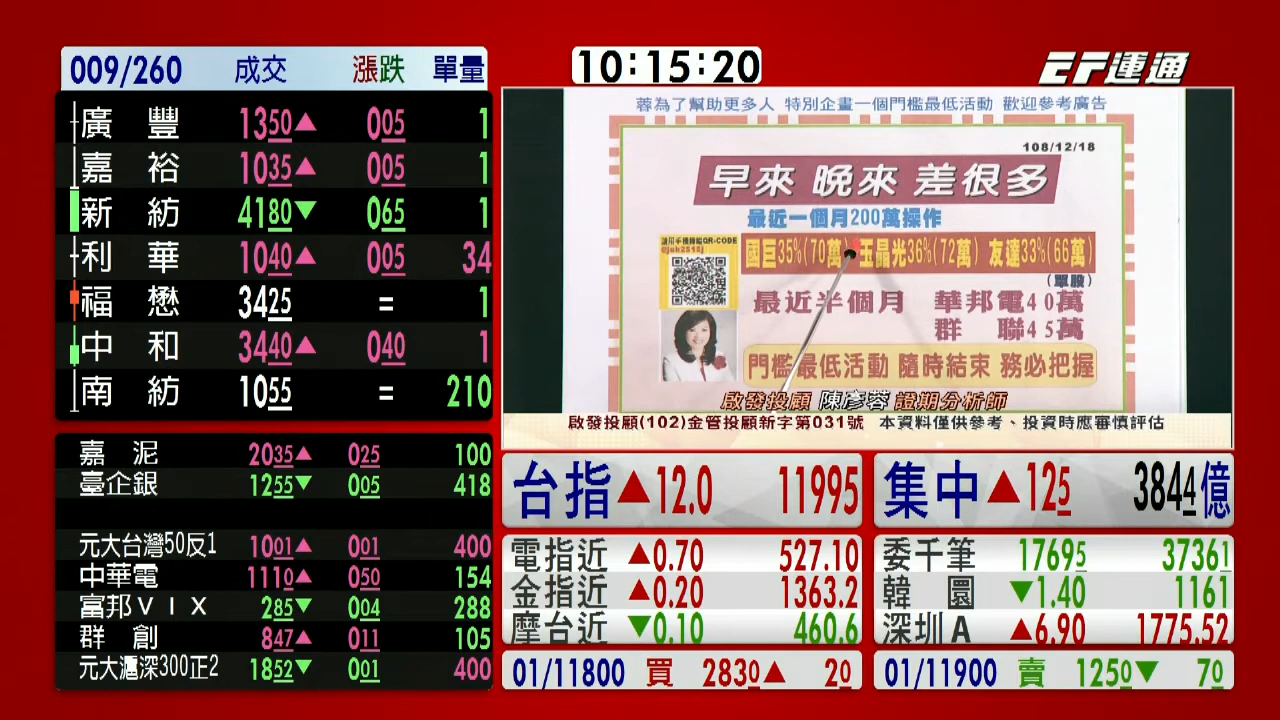 009/260 成交 漲跌 單量
10:15:20
EF運通
廣豐 1350▲ 005 1
嘉裕 1035▲ 005 1
新紡 4180▼ 065 1
利華 1040▲ 005 34
福懋 3425 = 1
中和 3440▲ 040 1
南紡 1055 = 210
嘉泥 2035▲ 025 100
臺企銀 1255▼ 005 418
元大台灣50反1 1001▲ 001 400
中華電 1110▲ 050 154
富邦VIX 285▼ 004 288
群創 847▲ 011 105
元大滬深300正2 1852▼ 001 400
蓉為了幫助更多人 特別企畫一個門檻最低活動 歡迎參考廣告
108/12/18
早來 晚來 差很多
最近一個月200萬操作
請用手機掃描QR-CODE
國巨35%(70萬 玉晶光36%(72萬) 友達33%(66萬)
(單股)
最近半個月 華邦電40萬
群聯45萬
門檻最低活動 隨時結束 務必把握
啟發投顧 陳彥蓉 證期分析師
啟發投顧(102)金管投顧新字第031號 本資料僅供參考、投資時應審慎評估
台指▲12.0 11995
集中▲125 3844億
電指近 ▲0.70 527.10
金指近 ▲0.20 1363.2
摩台近 ▼0.10 460.6
委千筆 17695 37361
韓圜 ▼1.40 1161
深圳A ▲6.90 1775.52
01/11800 買 2830▲ 20
01/11900 賣 1250▼ 70